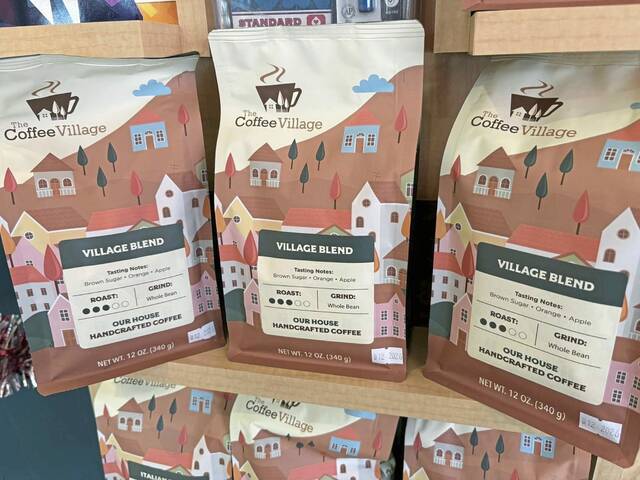 STANDARD
The
Coffee Village
VILLAGE BLEND
Tasting Notes:
Brown Sugar • Orange • Apple
ROAST:
GRIND:
Whole Bean
OUR HOUSE
HANDCRAFTED COFFEE
NET WT. 12 OZ. (340 g)
The
Coffee Village
VILLAGE BLEND
Tasting Notes:
Brown Sugar • Orange • Apple
ROAST:
GRIND:
Whole Bean
OUR HOUSE
HANDCRAFTED COFFEE
NET WT. 12 OZ. (340 g)
The
Coffee Village
VILLAGE BLEND
Tasting Notes:
Brown Sugar • Orange • Apple
ROAST:
GRIND:
Whole Bean
OUR HOUSE
HANDCRAFTED COFFEE
NET WT. 12 OZ. (340 g)
Coffee Village
The
Coffee Village